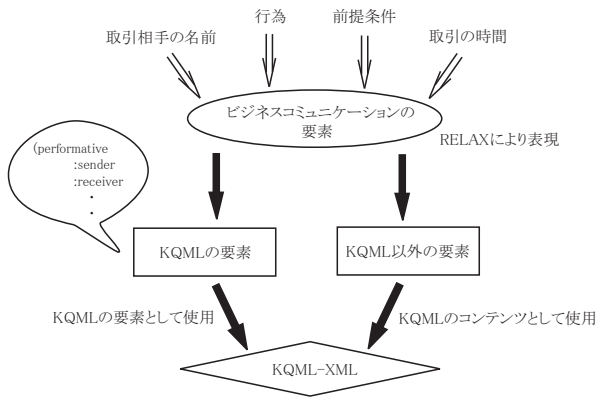 行為
前提条件
取引相手の名前
取引の時間
ビジネスコミュニケーションの
要素
RELAXにより表現
(performative
:sender
:receiver
・
・
KQMLの要素
KQML以外の要素
KQMLの要素として使用
KQMLのコンテンツとして使用
KQML-XML